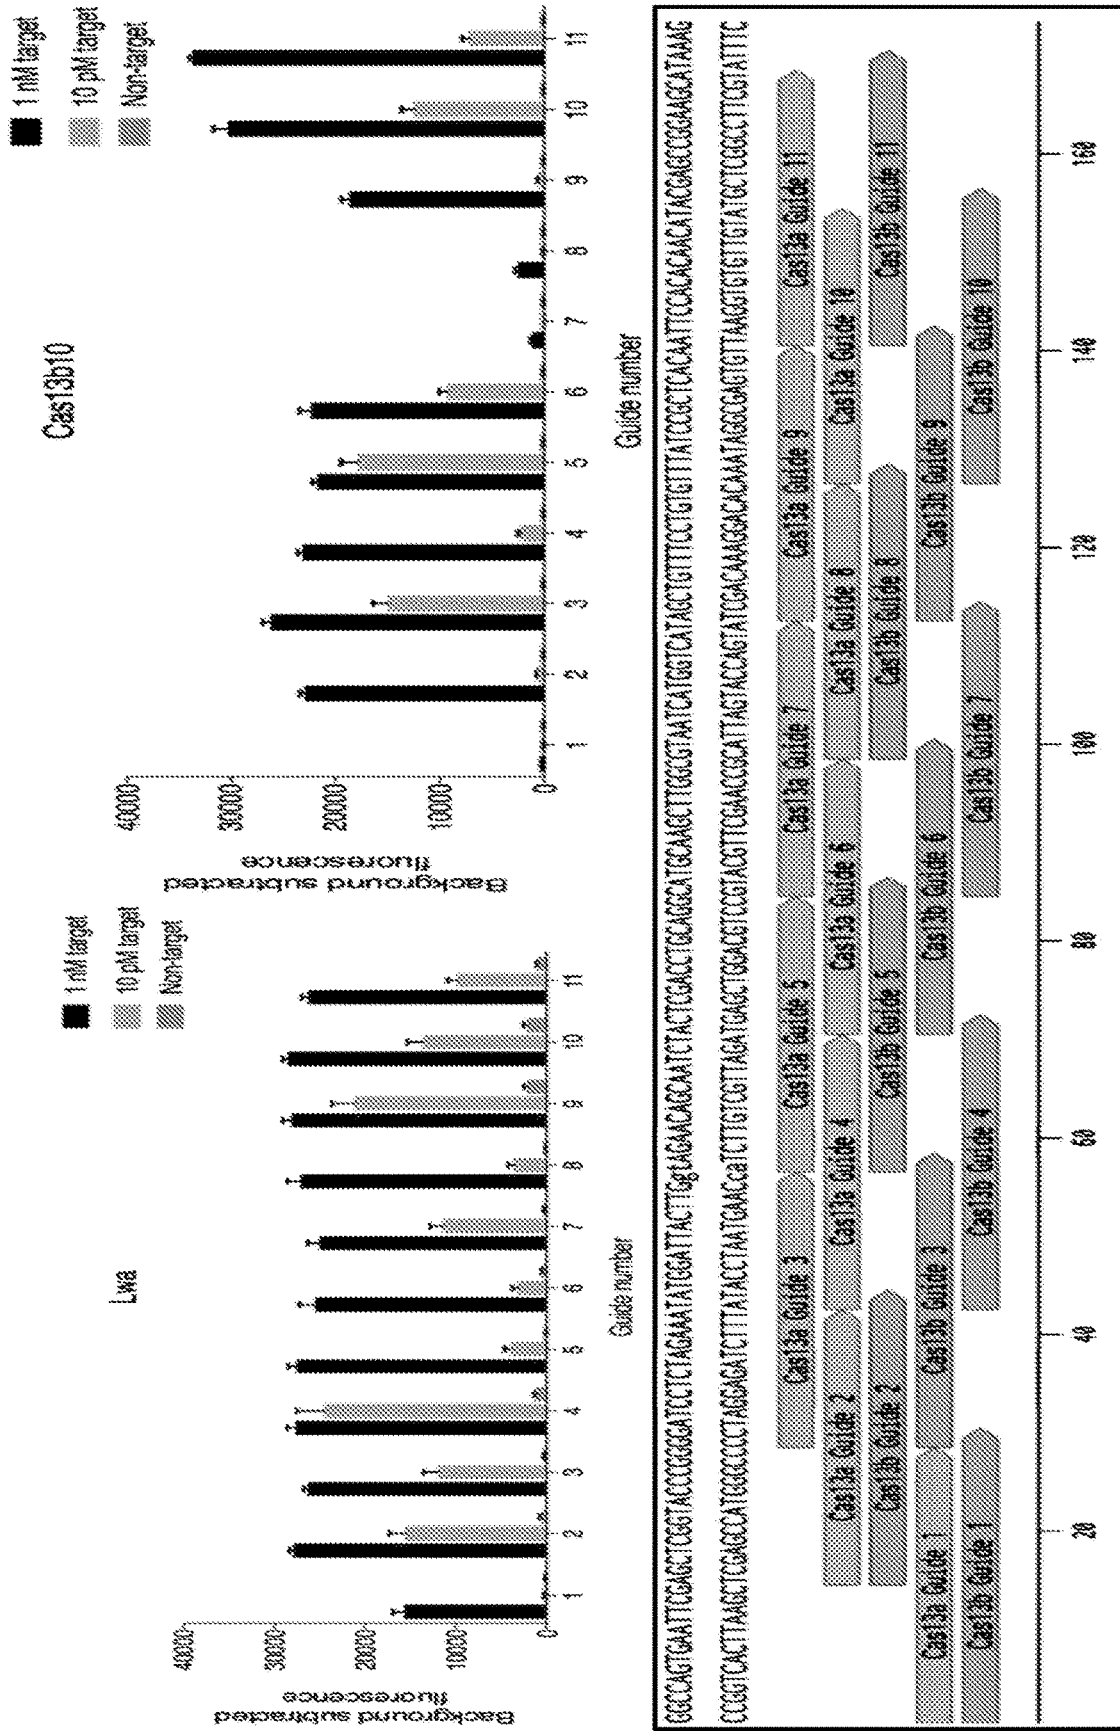 Lwa
1 nM target
10 pM target
Non-target
Background subtracted
fluorescence
40000
30000
20000
10000
0
1 2 3 4 5 6 7 8 9 10 11
Guide number
Cas13b10
1 nM target
10 pM target
Non-target
Background subtracted
fluorescence
40000
30000
20000
10000
0
1 2 3 4 5 6 7 8 9 10 11
Guide number
GGCCAGTGAATTCGAGCTCGGTACCCGGGGATCCTCTAGAAATATGGATTACTTGgtAGAACAGCAATCTACTCGACCTGCAGGCATGCAAGCTTGGCGTAATCATGGTCATAGCTGTTTCCTGTGTTTATCCGCTCACAATTCCACACAACATACGAGCCGGAAGCATAAAG
CCGGTCACTTAAGCTCGAGCCATGGGCCCCTAGGAGATCTTTATACCTAATGAACcaTCTTGTCGTTAGATGAGCTGGACGTCCGTACGTTCGAACCGCATTAGTACCAGTATCGACAAAGGACACAAATAGGCGAGTGTTAAGGTGTGTTGTATGCTCGGCCTTCGTATTTC
Cas13a Guide 3 Cas13a Guide 5 Cas13a Guide 7 Cas13a Guide 9 Cas13a Guide 11
Cas13a Guide 2 Cas13a Guide 4 Cas13a Guide 6 Cas13a Guide 8 Cas13a Guide 10
Cas13b Guide 2 Cas13b Guide 5 Cas13b Guide 8 Cas13b Guide 11
Cas13a Guide 1 Cas13b Guide 3 Cas13b Guide 6 Cas13b Guide 9
Cas13b Guide 1 Cas13b Guide 4 Cas13b Guide 7 Cas13b Guide 10
20 40 60 80 100 120 140 160